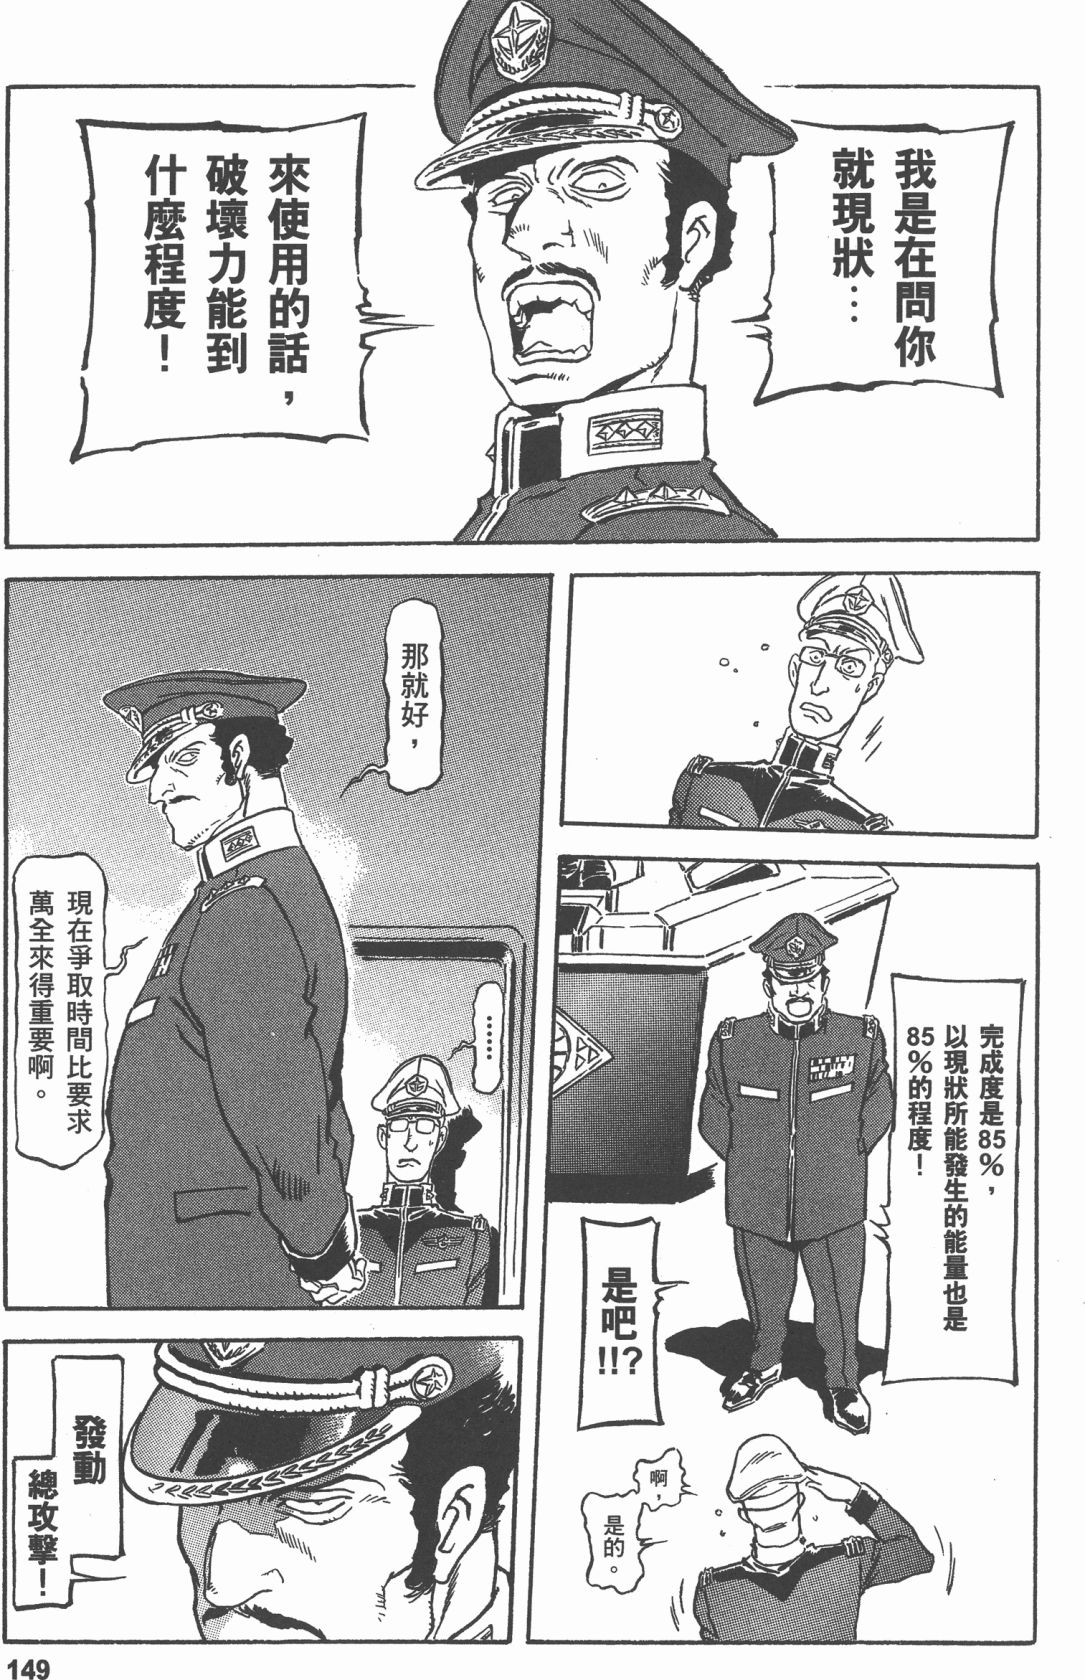 我是在問你
就現狀…
來使用的話，
破壞力能到
什麼程度！
完成度是85%，
以現狀所能發生的能量也是
85%的程度！
是吧!!?
啊，
是的。
那就好，
……
現在爭取時間比要求
萬全來得重要啊。
發動
總攻擊！
149